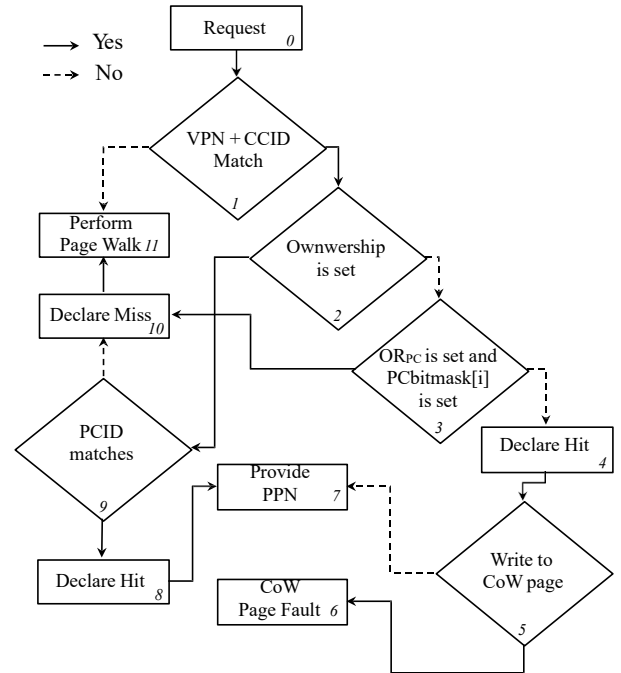 Request
0
Yes
No
VPN + CCID
Match
1
Perform
Page Walk 11
Ownwership
is set
2
Declare Miss
10
ORPC is set and
PCbitmask[i]
is set
3
PCID
matches
9
Declare Hit
4
Provide
PPN
7
Write to
CoW page
5
Declare Hit
8
CoW
Page Fault 6